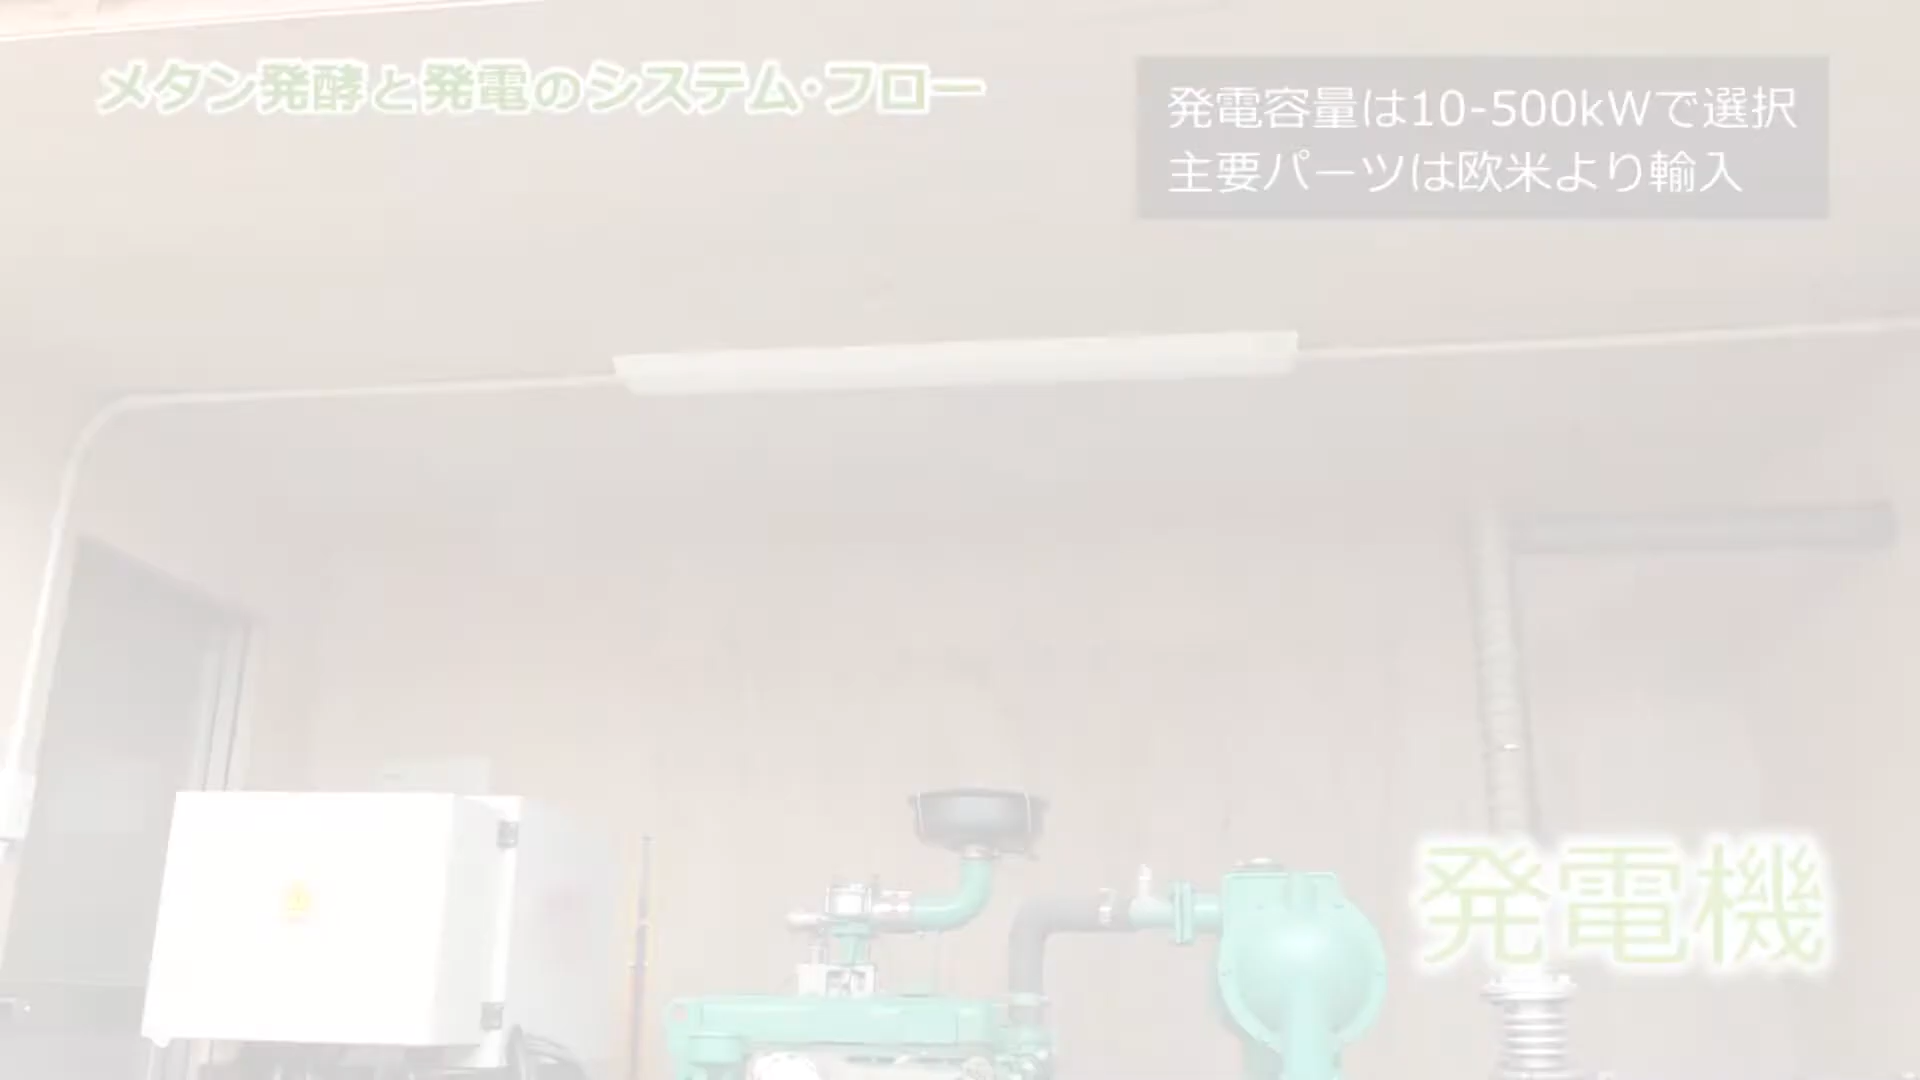 メタン発酵と発電のシステム・フロー
発電容量は10-500kWで選択
主要パーツは欧米より輸入
発電機